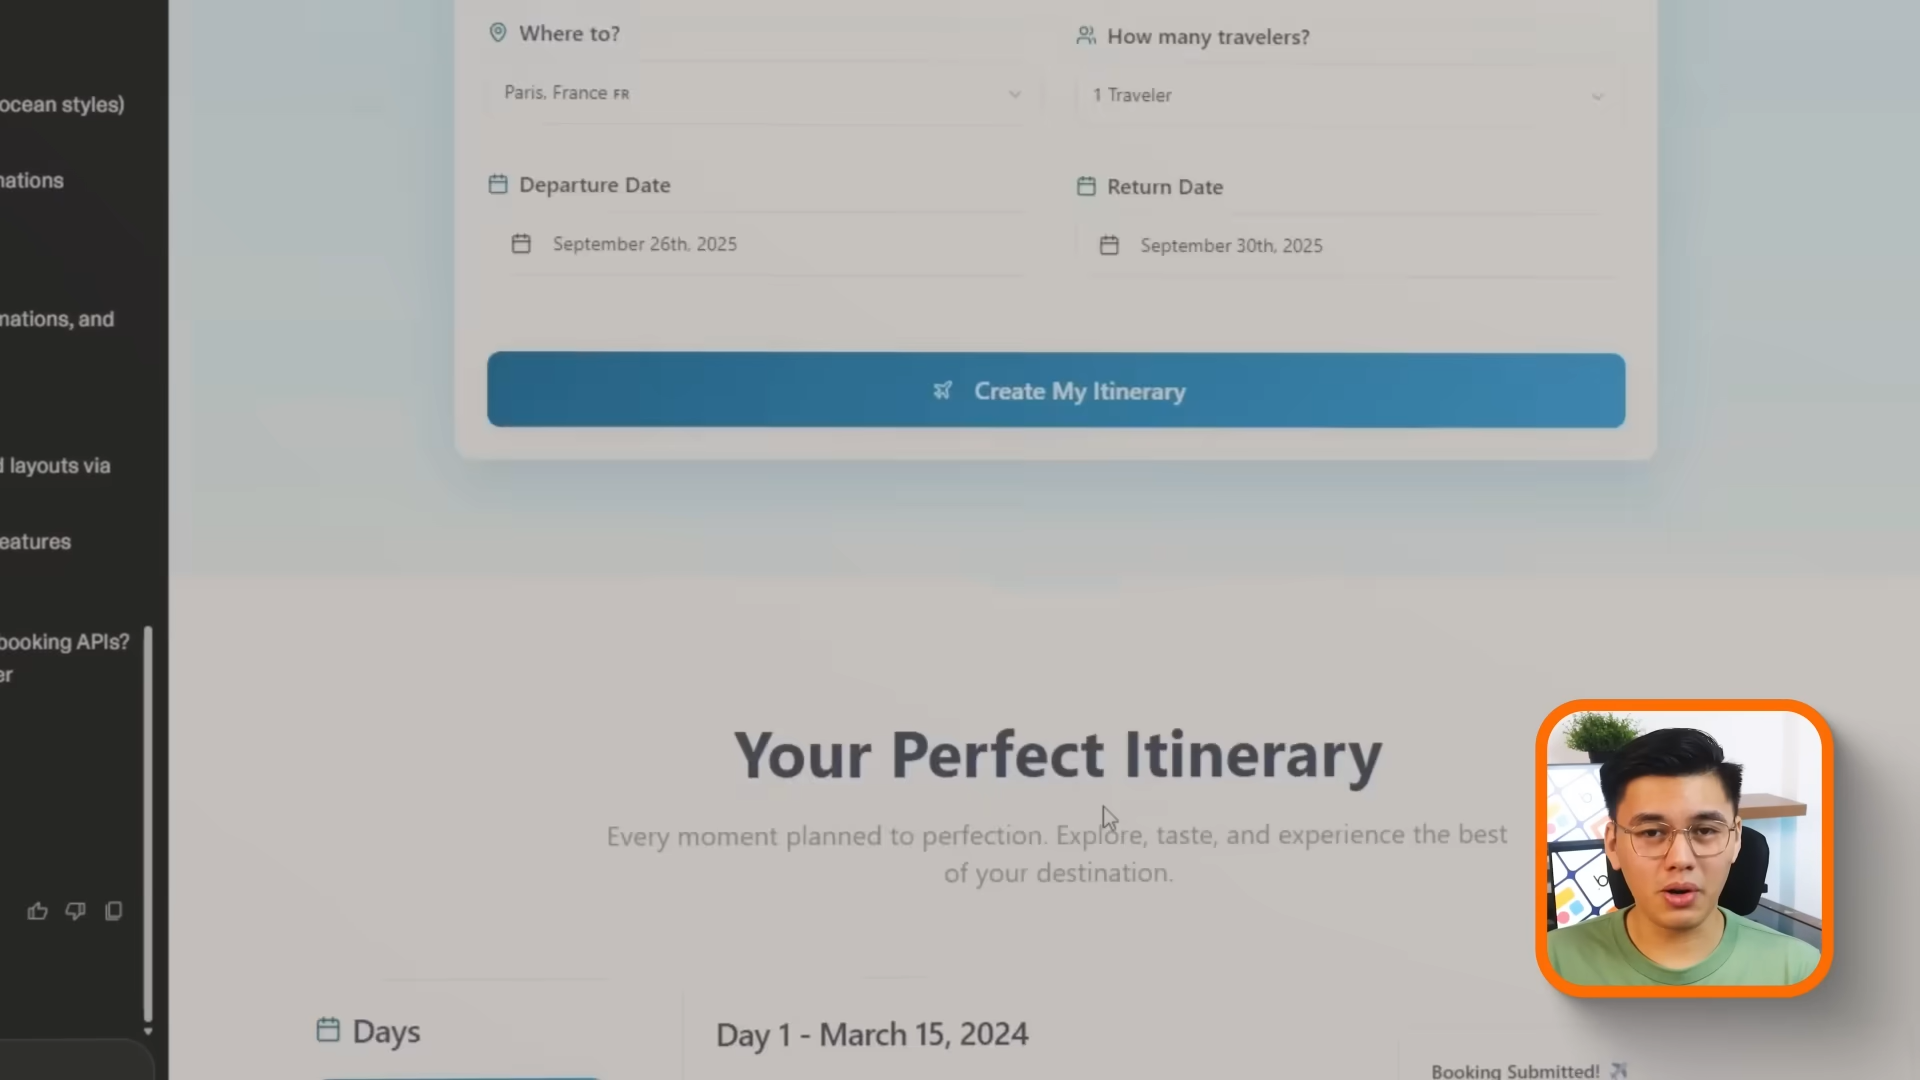 ocean styles)
nations
mations, and
layouts via
eatures
booking APIs?
er
Where to?
Paris, France FR
How many travelers?
1 Traveler
Departure Date
September 26th, 2025
Return Date
September 30th, 2025
Create My Itinerary
Your Perfect Itinerary
Every moment planned to perfection. Explore, taste, and experience the best
of your destination.
Days
Day 1 - March 15, 2024
Booking Submitted!